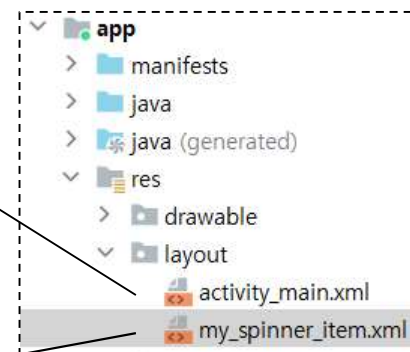 app
manifests
java
java (generated)
res
drawable
layout
activity_main.xml
my_spinner_item.xml